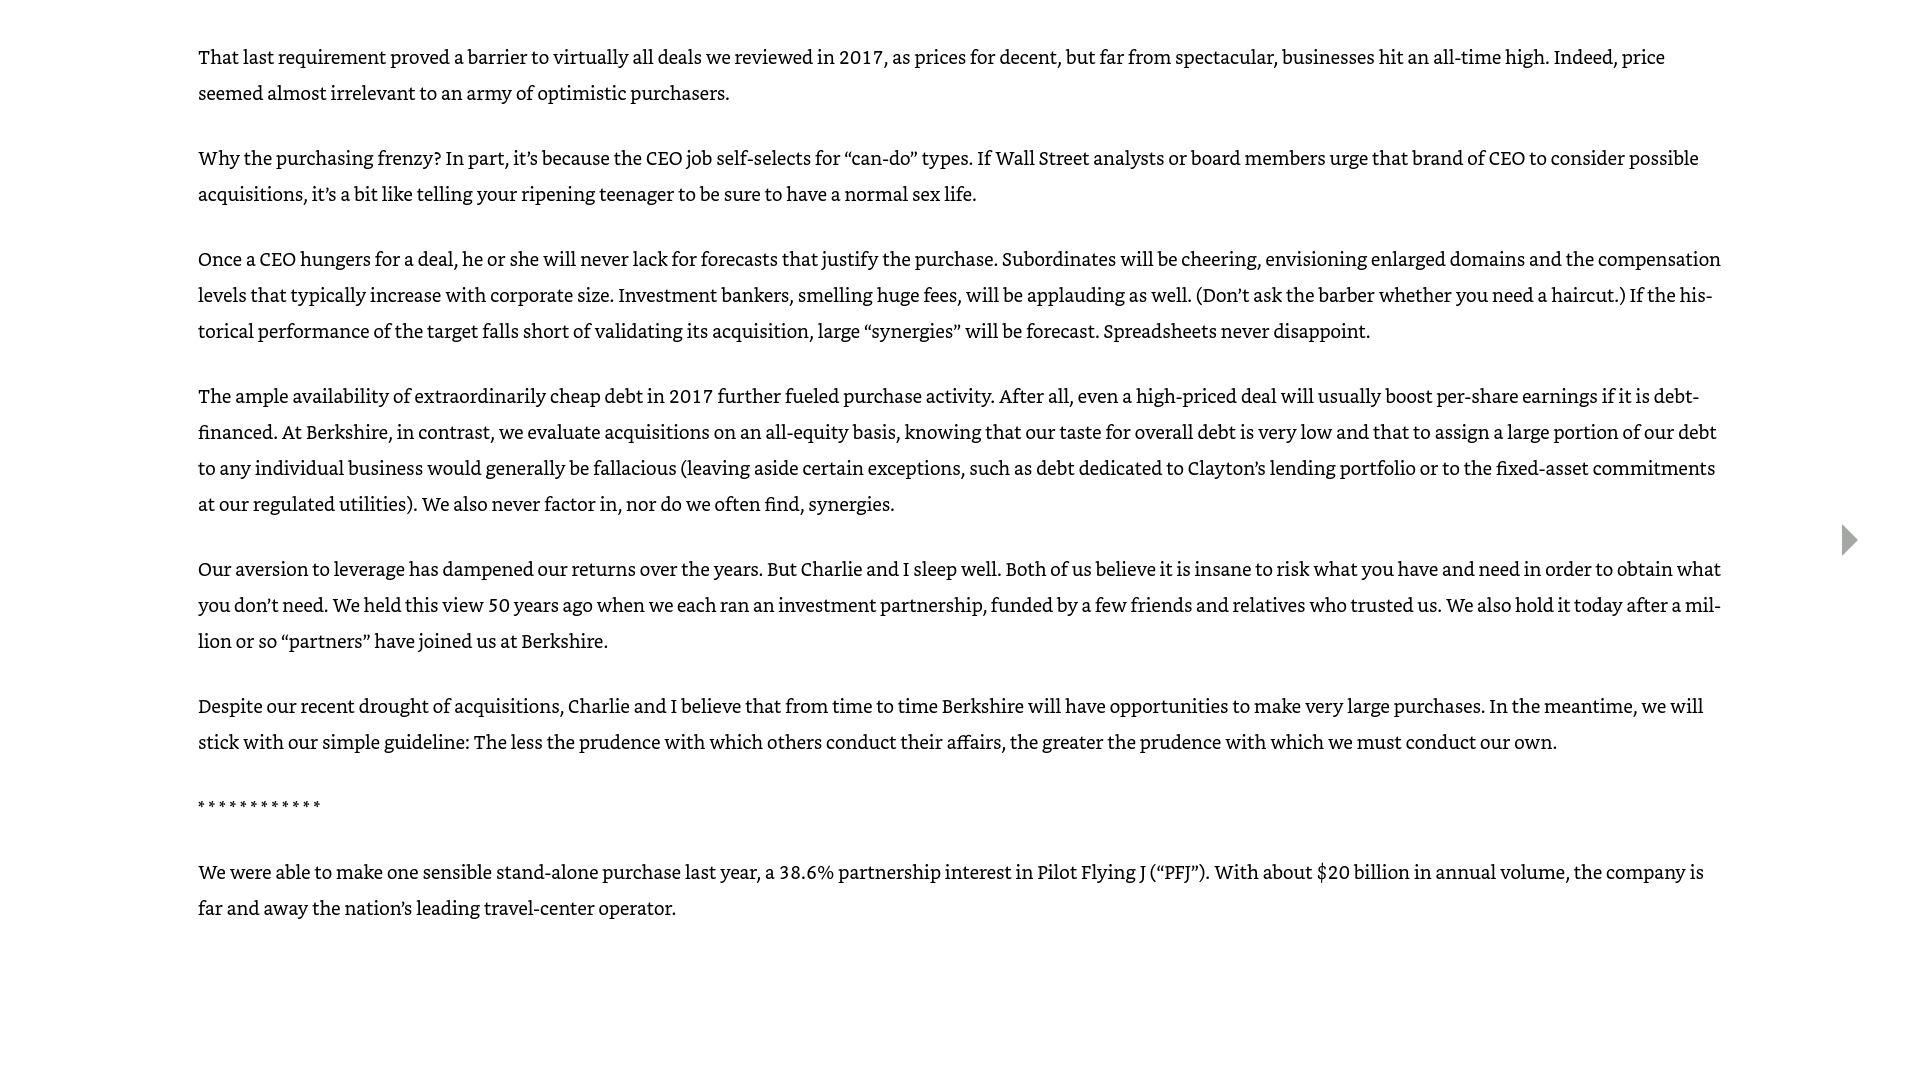 That last requirement proved a barrier to virtually all deals we reviewed in 2017, as prices for decent, but far from spectacular, businesses hit an all-time high. Indeed, price
seemed almost irrelevant to an army of optimistic purchasers.
Why the purchasing frenzy? In part, it’s because the CEO job self-selects for “can-do” types. If Wall Street analysts or board members urge that brand of CEO to consider possible
acquisitions, it’s a bit like telling your ripening teenager to be sure to have a normal sex life.
Once a CEO hungers for a deal, he or she will never lack for forecasts that justify the purchase. Subordinates will be cheering, envisioning enlarged domains and the compensation
levels that typically increase with corporate size. Investment bankers, smelling huge fees, will be applauding as well. (Don’t ask the barber whether you need a haircut.) If the his-
torical performance of the target falls short of validating its acquisition, large “synergies” will be forecast. Spreadsheets never disappoint.
The ample availability of extraordinarily cheap debt in 2017 further fueled purchase activity. After all, even a high-priced deal will usually boost per-share earnings if it is debt-
financed. At Berkshire, in contrast, we evaluate acquisitions on an all-equity basis, knowing that our taste for overall debt is very low and that to assign a large portion of our debt
to any individual business would generally be fallacious (leaving aside certain exceptions, such as debt dedicated to Clayton’s lending portfolio or to the fixed-asset commitments
at our regulated utilities). We also never factor in, nor do we often find, synergies.
Our aversion to leverage has dampened our returns over the years. But Charlie and I sleep well. Both of us believe it is insane to risk what you have and need in order to obtain what
you don’t need. We held this view 50 years ago when we each ran an investment partnership, funded by a few friends and relatives who trusted us. We also hold it today after a mil-
lion or so “partners” have joined us at Berkshire.
Despite our recent drought of acquisitions, Charlie and I believe that from time to time Berkshire will have opportunities to make very large purchases. In the meantime, we will
stick with our simple guideline: The less the prudence with which others conduct their affairs, the greater the prudence with which we must conduct our own.
* * * * * * * * * * * *
We were able to make one sensible stand-alone purchase last year, a 38.6% partnership interest in Pilot Flying J (“PFJ”). With about $20 billion in annual volume, the company is
far and away the nation’s leading travel-center operator.